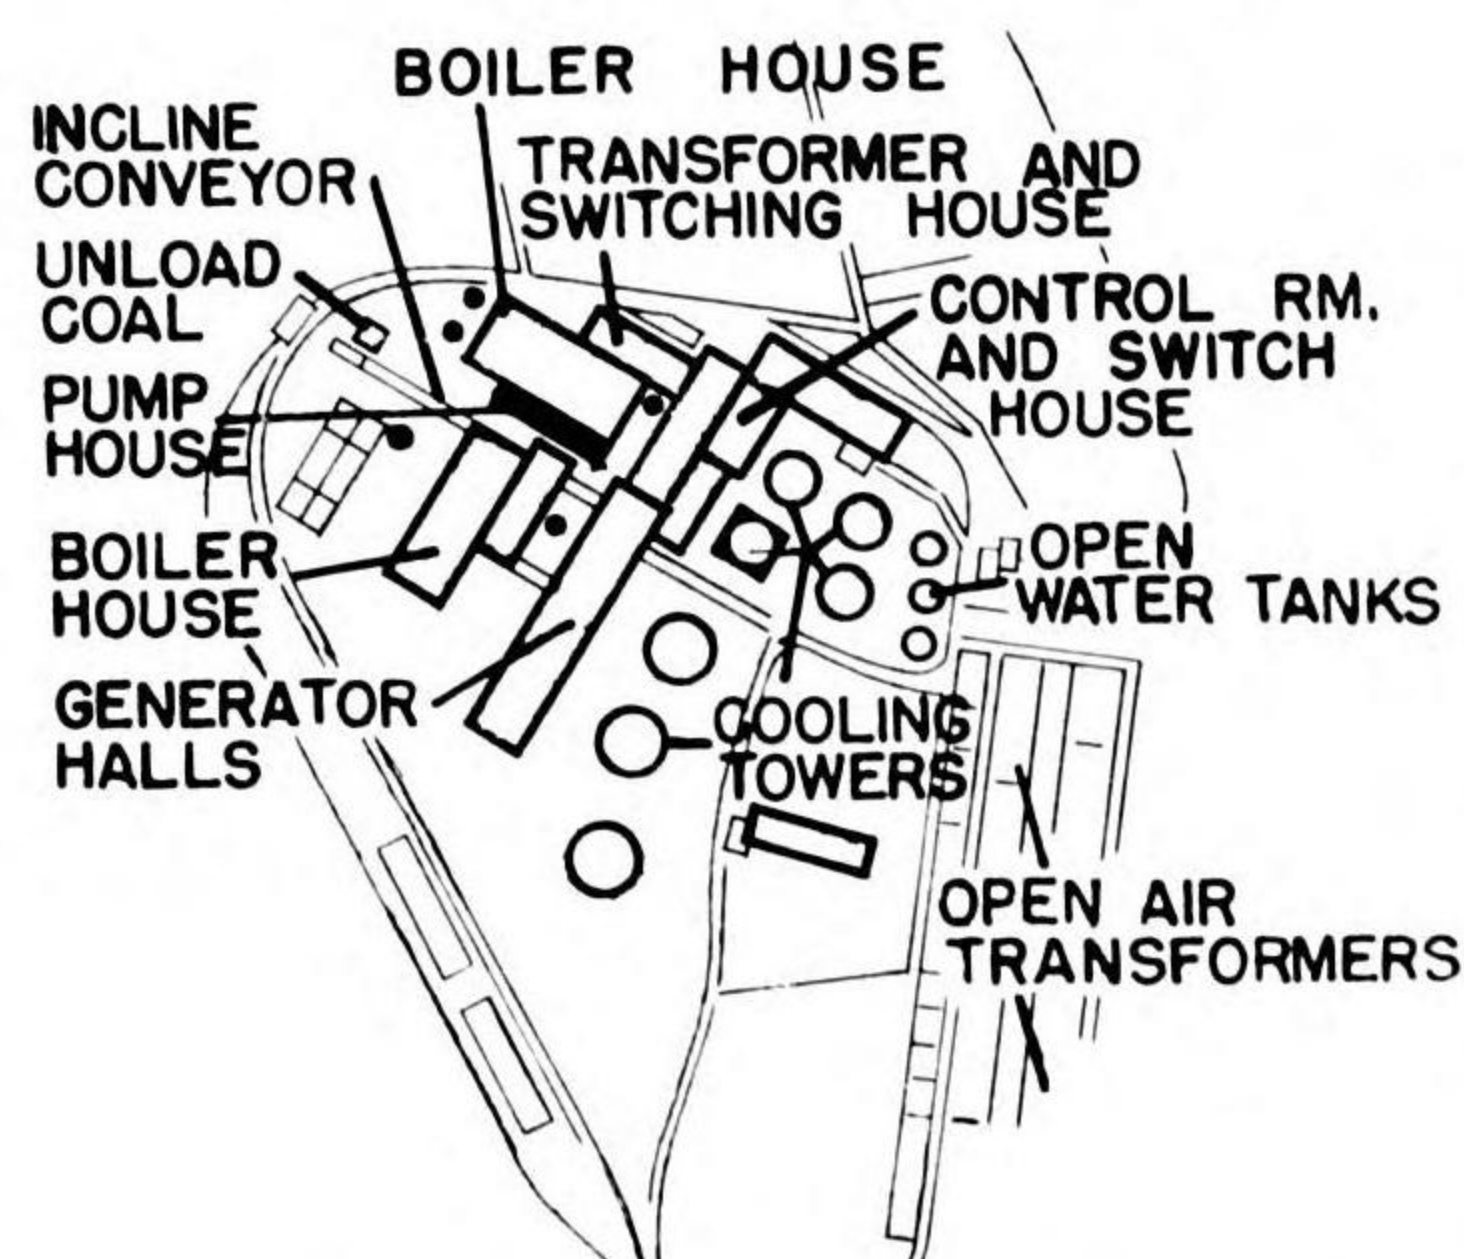 BOILER HOUSE
INCLINE
CONVEYOR
TRANSFORMER AND
SWITCHING HOUSE
UNLOAD
COAL
CONTROL RM.
AND SWITCH
HOUSE
PUMP
HOUSE
OPEN
WATER TANKS
BOILER
HOUSE
GENERATOR
HALLS
COOLING
TOWERS
OPEN AIR
TRANSFORMERS